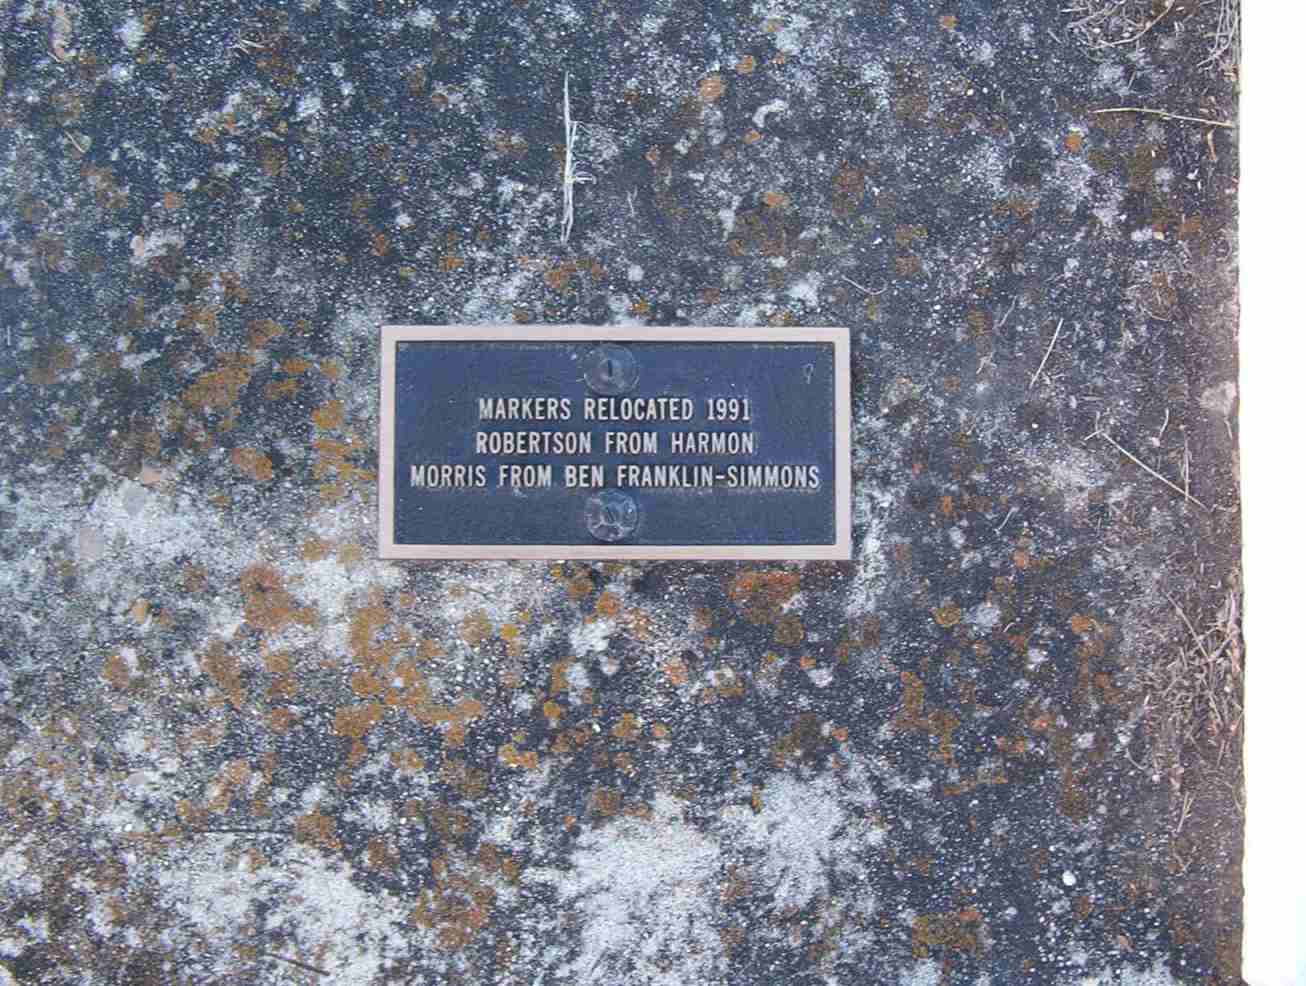 MARKERS RELOCATED 1991
ROBERTSON FROM HARMON
MORRIS FROM BEN FRANKLIN-SIMMONS